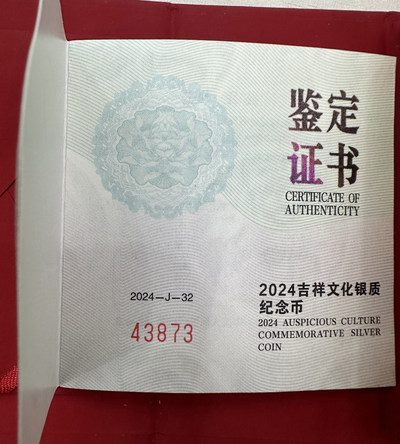 鉴定
证书
CERTIFICATE OF
AUTHENTICITY
2024—J—32
43873
2024吉祥文化银质
纪念币
2024 AUSPICIOUS CULTURE
COMMEMORATIVE SILVER
COIN